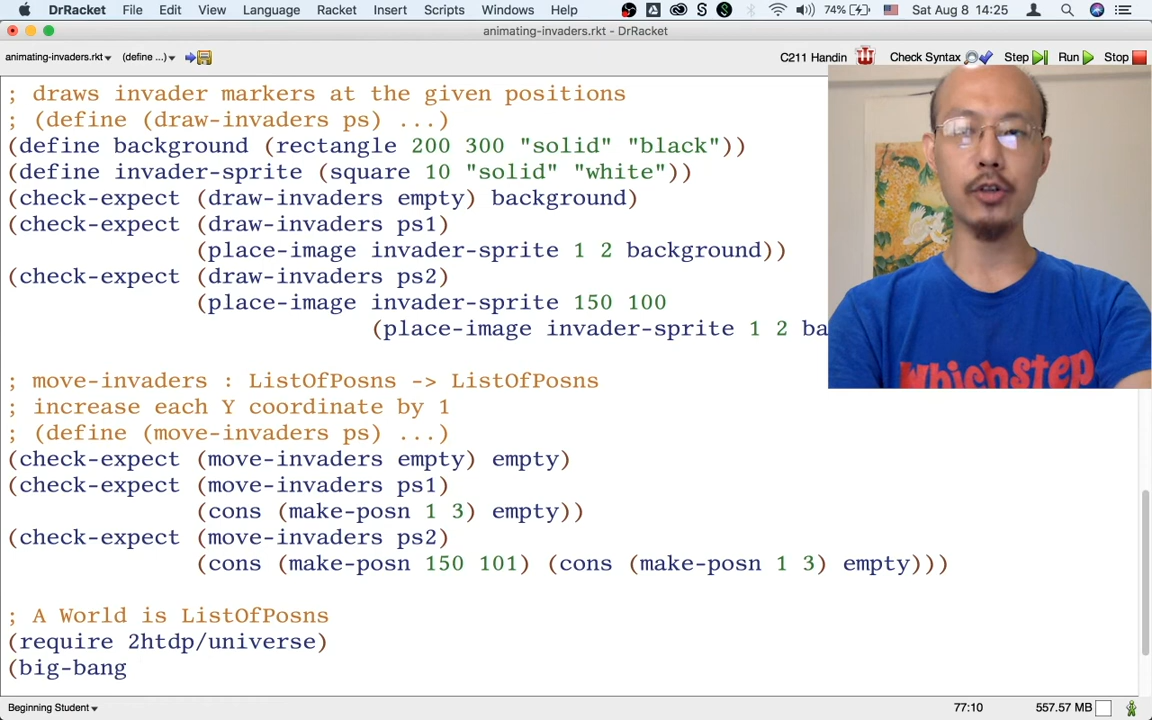 DrRacket File Edit View Language Racket Insert Scripts Windows Help 74% Sat Aug 8 14:25
animating-invaders.rkt - DrRacket
animating-invaders.rkt (define ...) C211 Handin Check Syntax Step Run Stop
; draws invader markers at the given positions
; (define (draw-invaders ps) ...)
(define background (rectangle 200 300 "solid" "black"))
(define invader-sprite (square 10 "solid" "white"))
(check-expect (draw-invaders empty) background)
(check-expect (draw-invaders ps1)
(place-image invader-sprite 1 2 background))
(check-expect (draw-invaders ps2)
(place-image invader-sprite 150 100
(place-image invader-sprite 1 2 ba
; move-invaders : ListOfPosns -> ListOfPosns
; increase each Y coordinate by 1
; (define (move-invaders ps) ...)
(check-expect (move-invaders empty) empty)
(check-expect (move-invaders ps1)
(cons (make-posn 1 3) empty))
(check-expect (move-invaders ps2)
(cons (make-posn 150 101) (cons (make-posn 1 3) empty)))
; A World is ListOfPosns
(require 2htdp/universe)
(big-bang
Whichstep
Beginning Student 77:10 557.57 MB